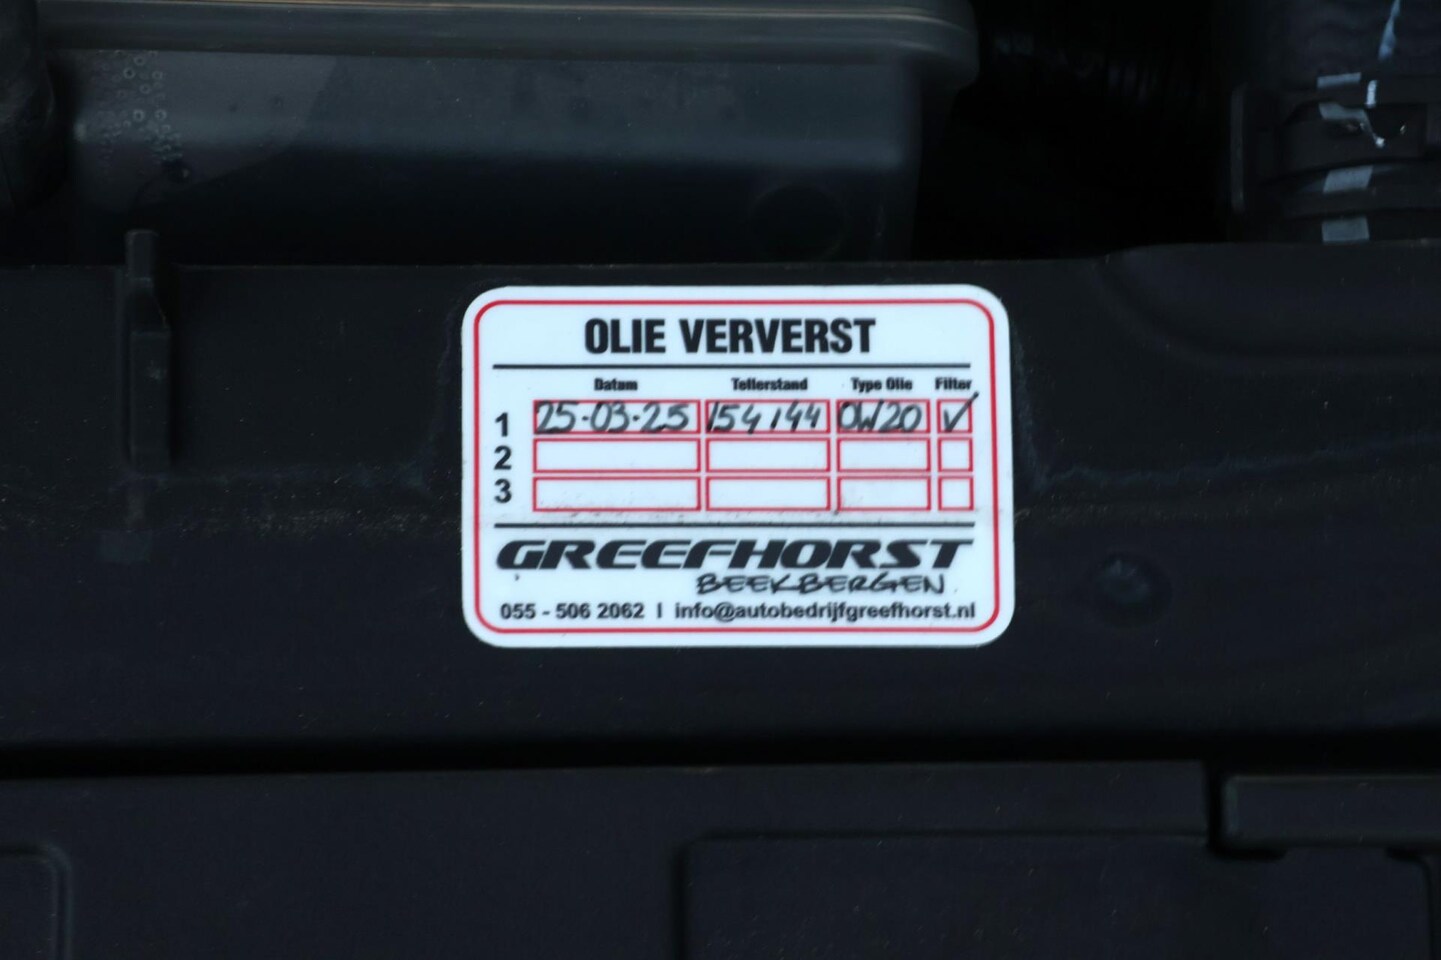 OLIE VERVERST
Datum Tellerstand Type Olie Filter
1 25-03-25 154144 0W20 ✓
2
3
GREEFHORST
BEEKBERGEN
055 - 506 2062 | info@autobedrijfgreefhorst.nl